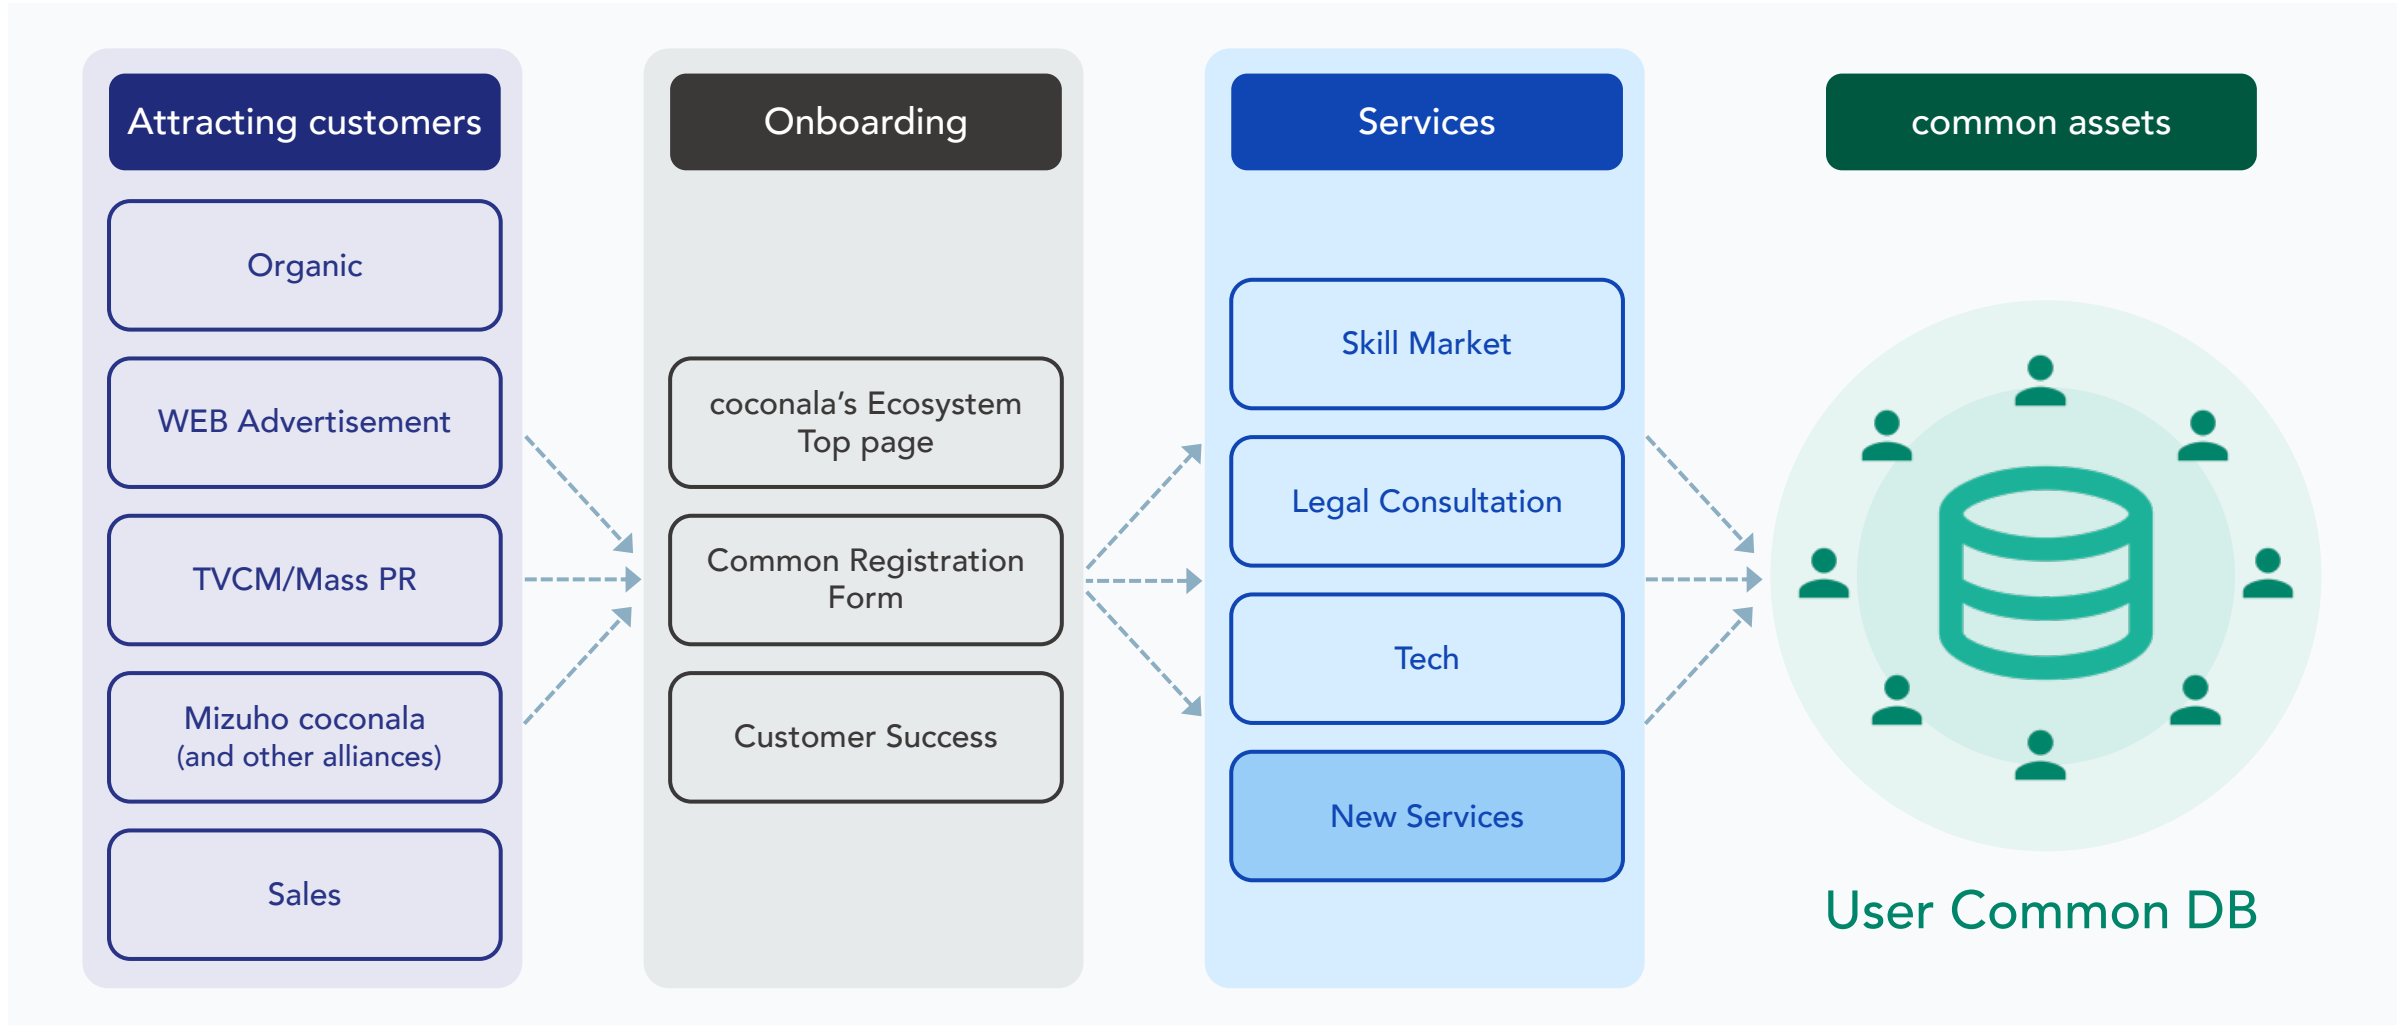 Attracting customers
Organic
WEB Advertisement
TVCM/Mass PR
Mizuho coconala
(and other alliances)
Sales
Onboarding
coconala’s Ecosystem
Top page
Common Registration
Form
Customer Success
Services
Skill Market
Legal Consultation
Tech
New Services
common assets
User Common DB